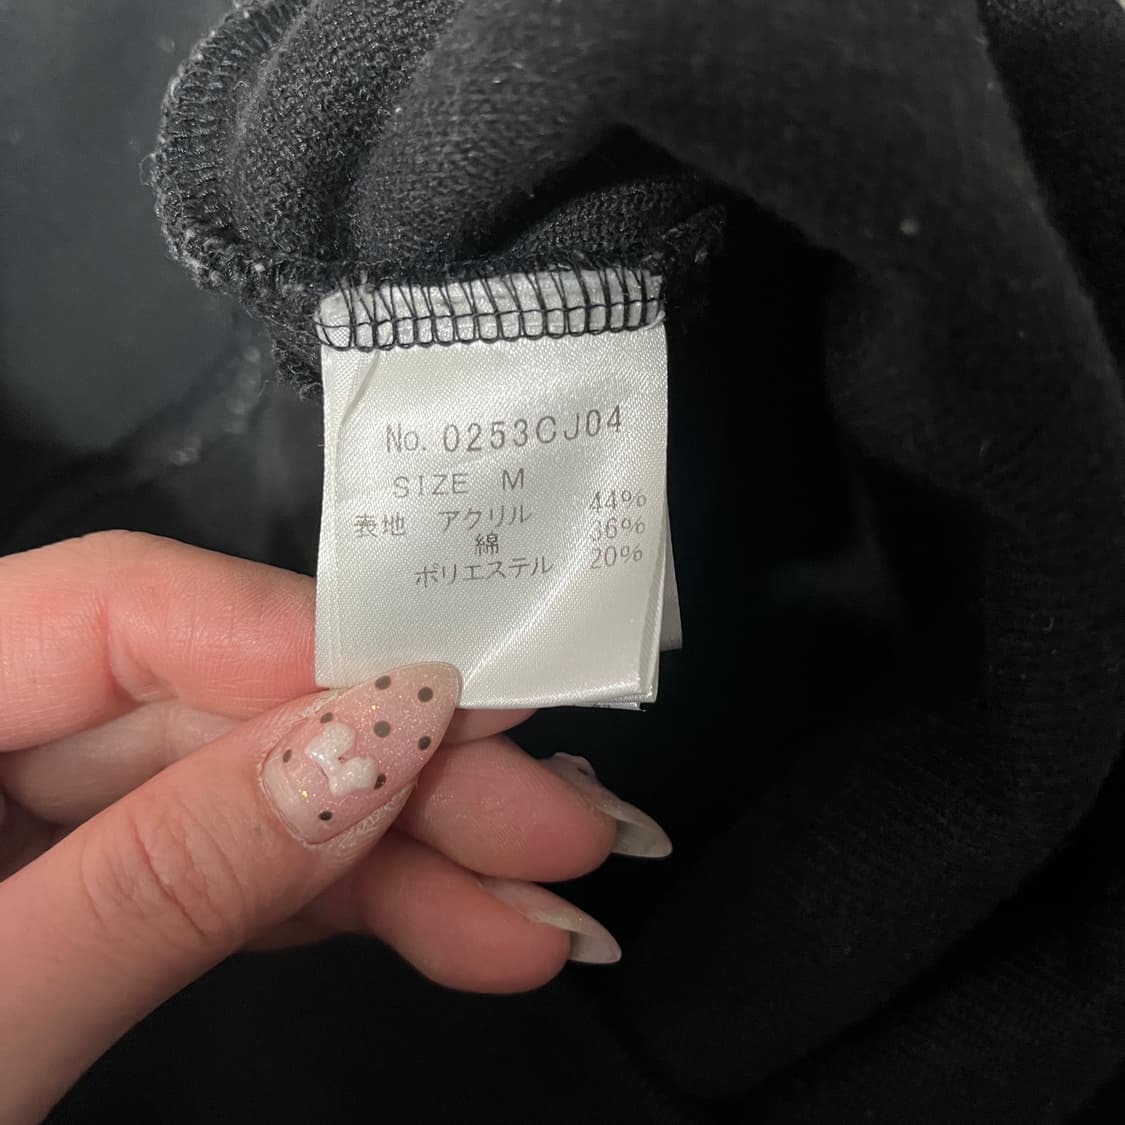 No. 0253CJ04
SIZE M
表地 アクリル 44%
綿 36%
ポリエステル 20%